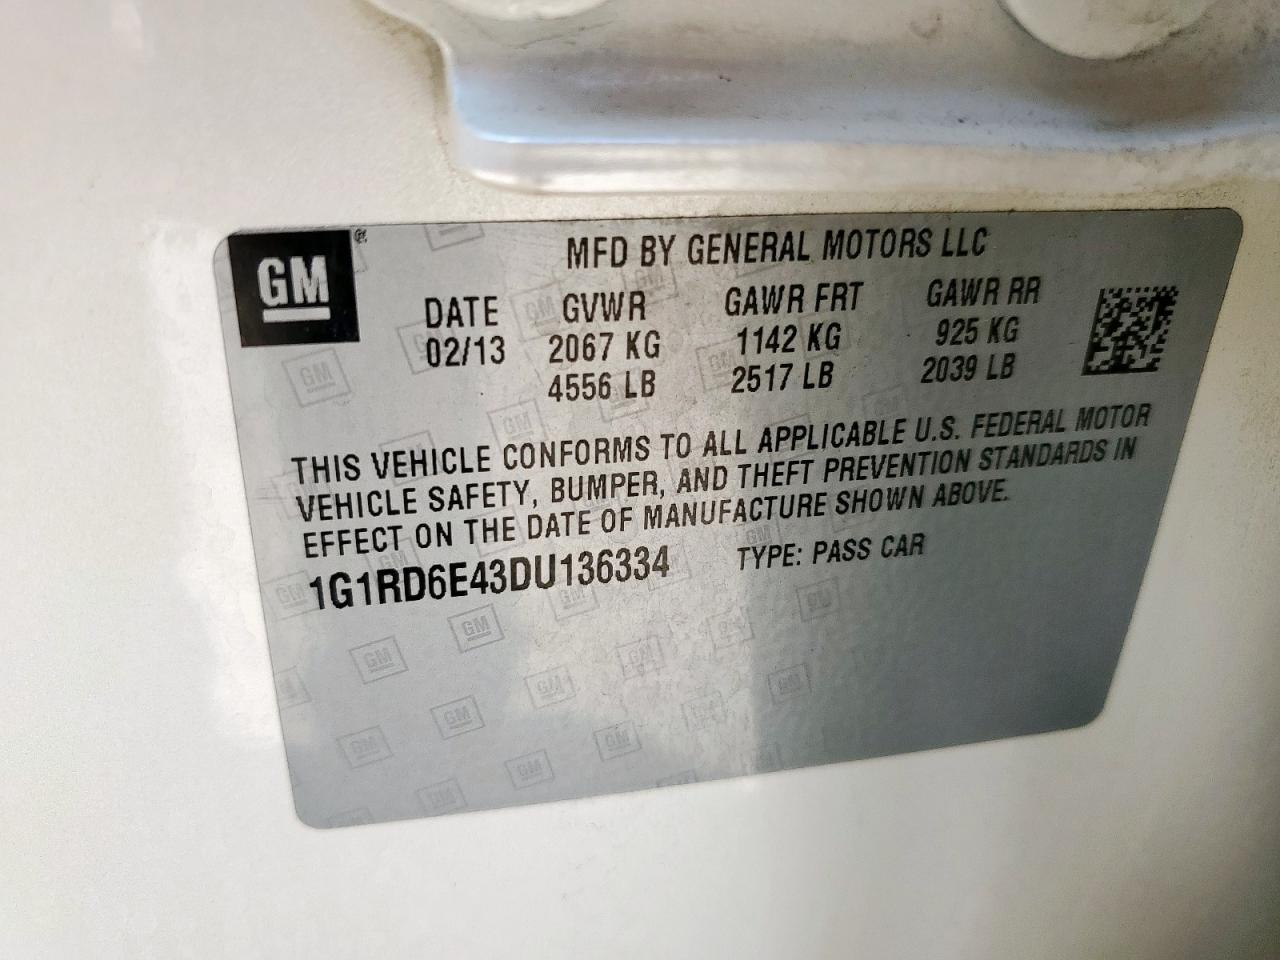 GM
MFD BY GENERAL MOTORS LLC
DATE GVWR GAWR FRT GAWR RR
02/13 2067 KG 1142 KG 925 KG
4556 LB 2517 LB 2039 LB
THIS VEHICLE CONFORMS TO ALL APPLICABLE U.S. FEDERAL MOTOR
VEHICLE SAFETY, BUMPER, AND THEFT PREVENTION STANDARDS IN
EFFECT ON THE DATE OF MANUFACTURE SHOWN ABOVE.
1G1RD6E43DU136334 TYPE: PASS CAR